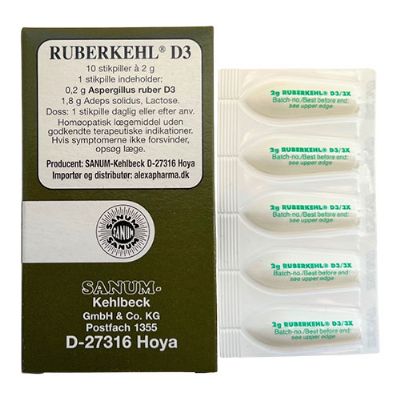 RUBERKEHL® D3
10 stikpiller à 2 g
1 stikpille indeholder:
0,2 g Aspergillus ruber D3
1,8 g Adeps solidus, Lactose.
Doss: 1 stikpille daglig eller efter anv.
Homøopatisk lægemiddel uden
godkendte terapeutiske indikationer.
Hvis symptomerne ikke forsvinder,
opsøg læge.
Producent: SANUM-Kehlbeck D-27316 Hoya
Importør og distributør: alexapharma.dk
SANUM
SANUM
SANUM
SANUM-
Kehlbeck
GmbH & Co. KG
Postfach 1355
D-27316 Hoya
2g RUBERKEHL® D3/3X
Batch-no./Best before end:
see upper edge
2g RUBERKEHL® D3/3X
Batch-no./Best before end:
see upper edge
2g RUBERKEHL® D3/3X
Batch-no./Best before end:
see upper edge
2g RUBERKEHL® D3/3X
Batch-no./Best before end:
see upper edge
2g RUBERKEHL® D3/3X
Batch-no./Best before end:
see upper edge